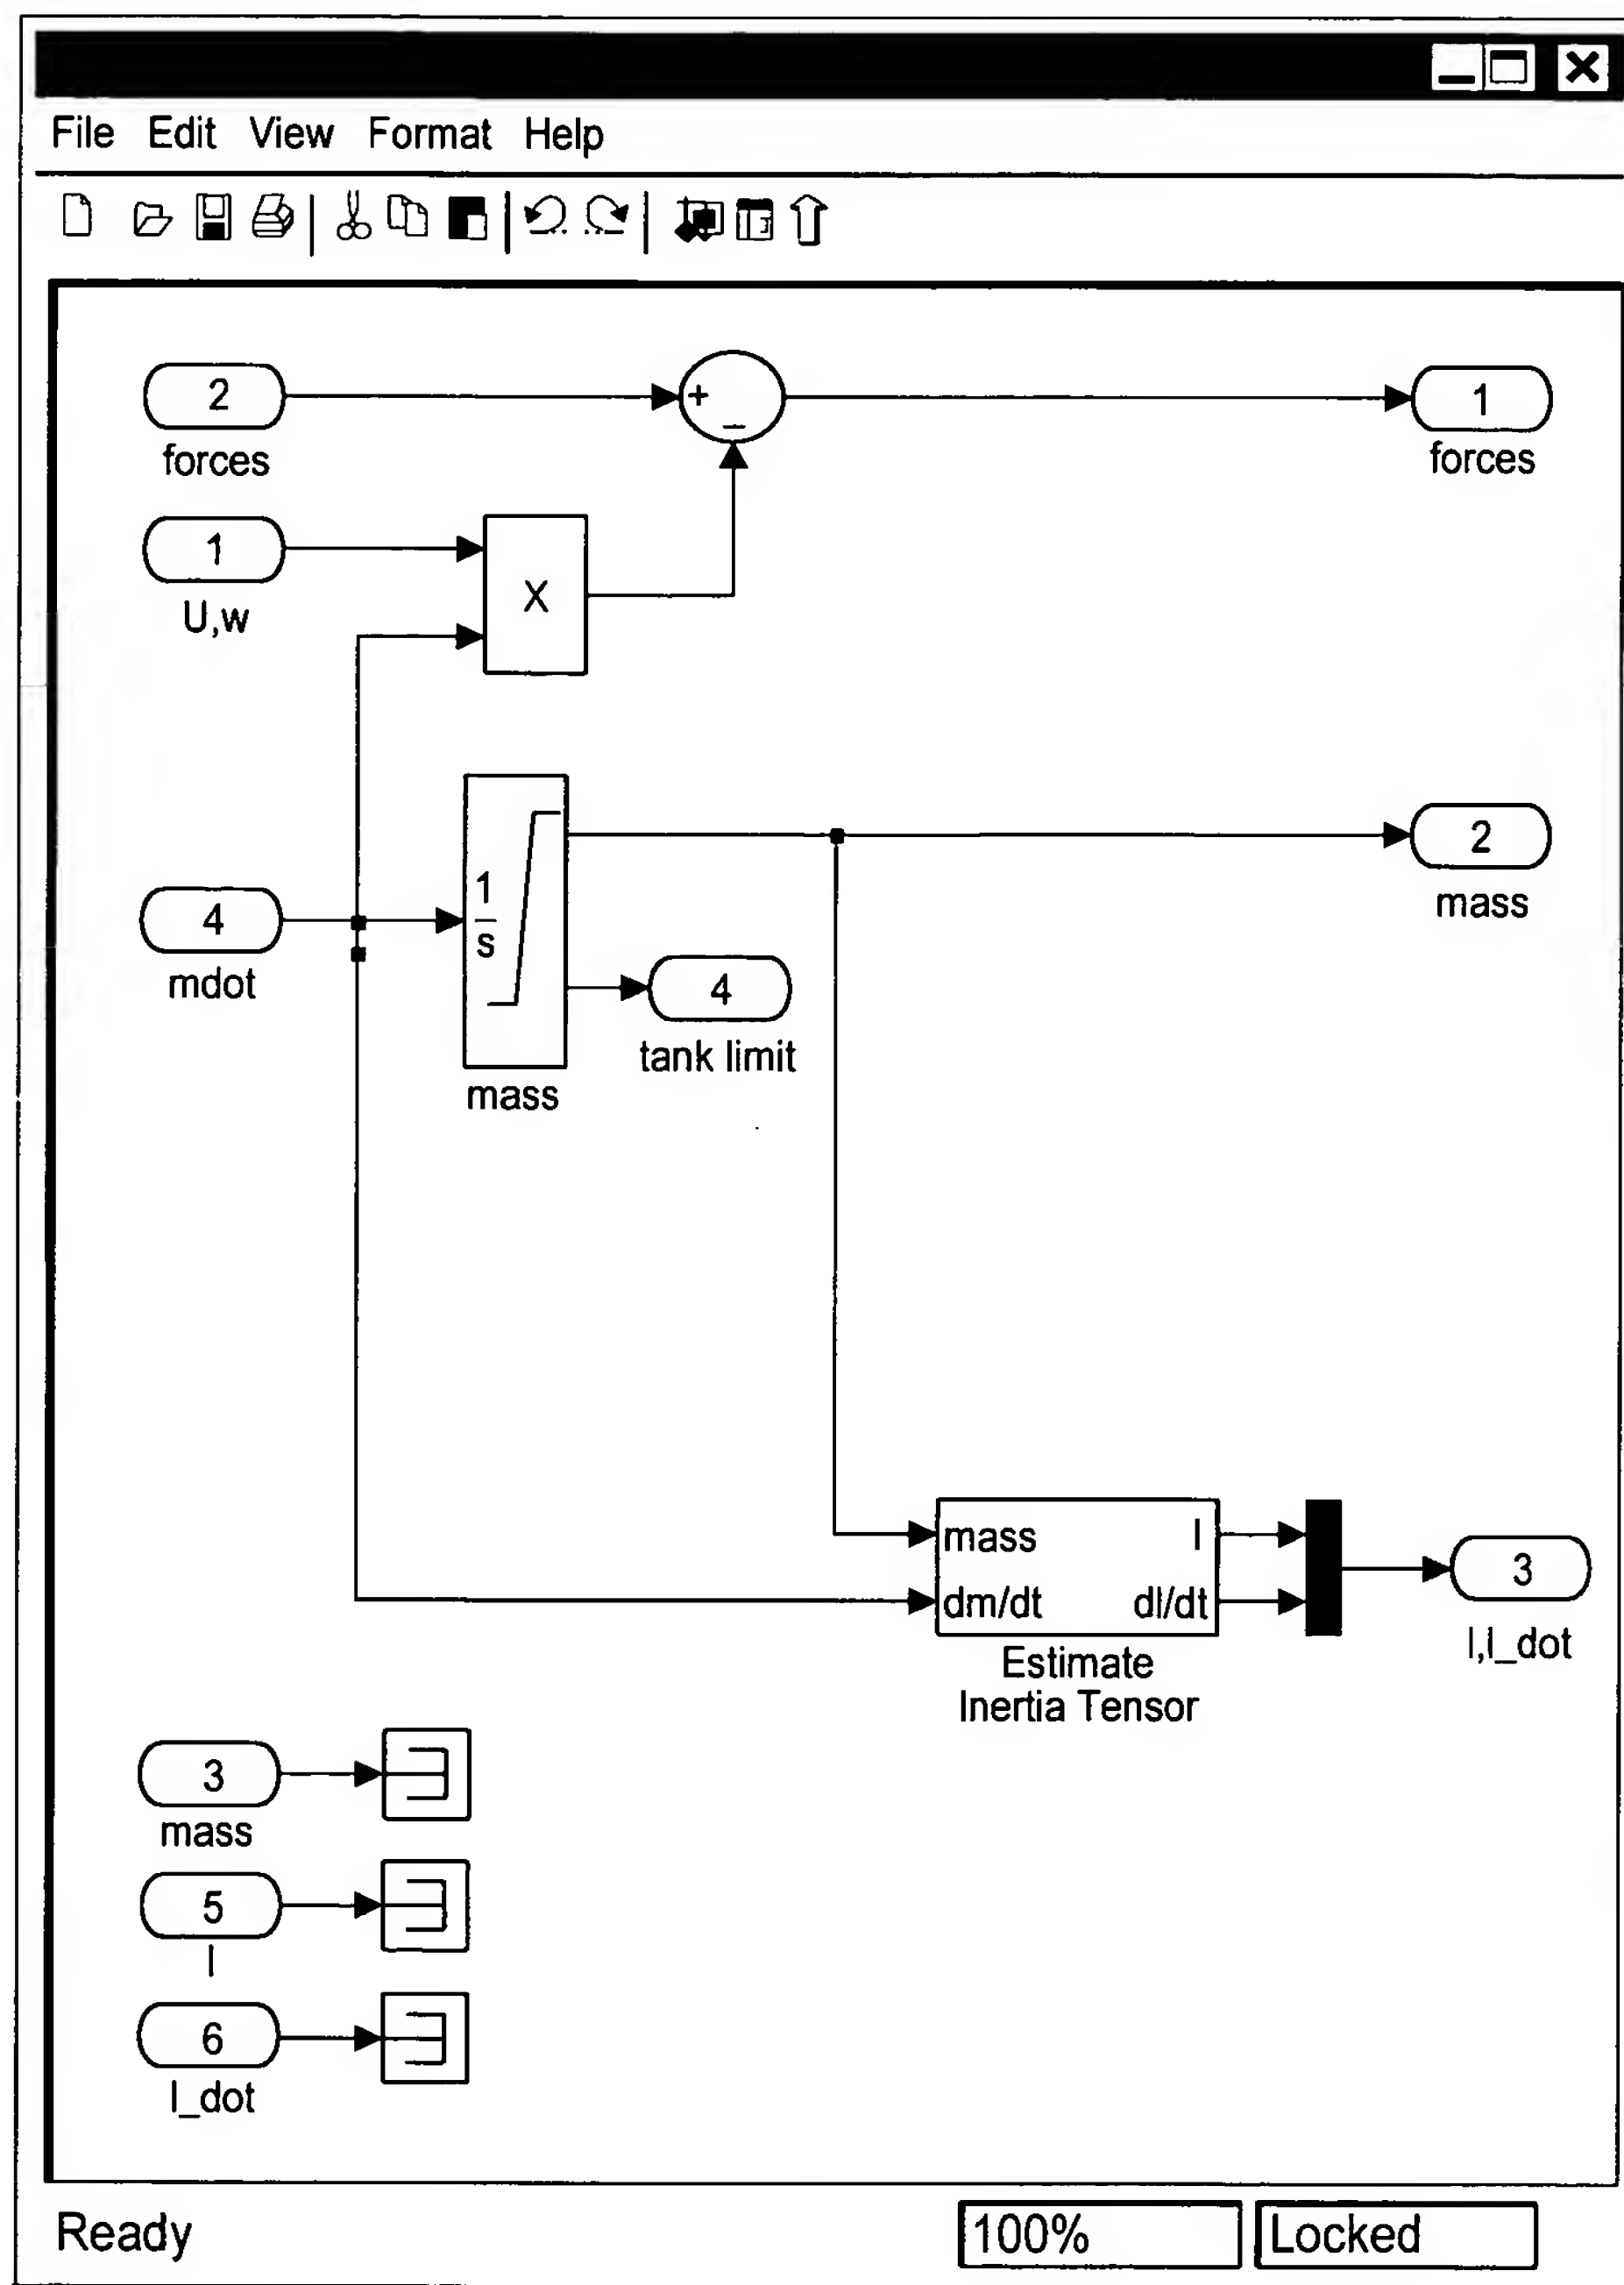 File Edit View Format Help
2
forces
+
–
1
forces
1
U,w
X
1
s
mass
2
mass
4
mdot
4
tank limit
mass I
dm/dt dI/dt
Estimate
Inertia Tensor
3
I,I_dot
3
mass
5
I
6
I_dot
Ready 100% Locked